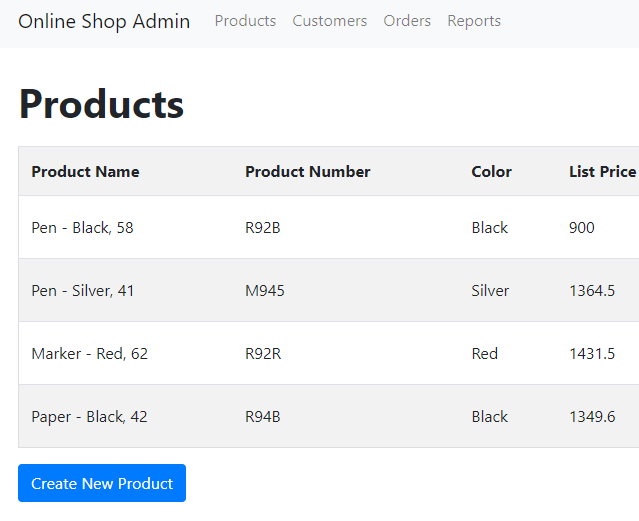 Online Shop Admin Products Customers Orders Reports
Products
Product Name Product Number Color List Price
Pen - Black, 58 R92B Black 900
Pen - Silver, 41 M945 Silver 1364.5
Marker - Red, 62 R92R Red 1431.5
Paper - Black, 42 R94B Black 1349.6
Create New Product